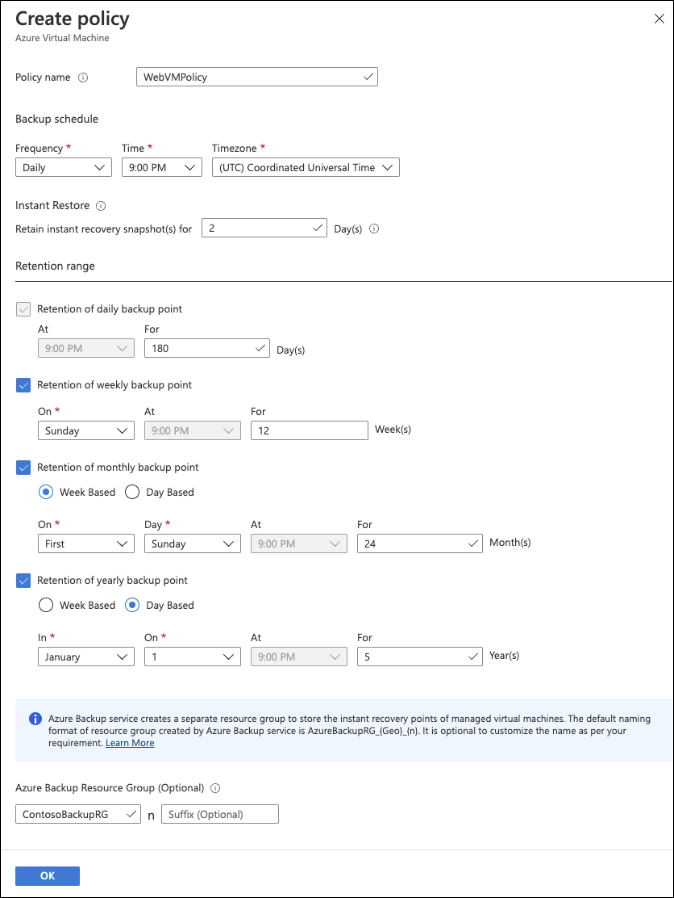 Create policy
Azure Virtual Machine
Policy name WebVMPolicy
Backup schedule
Frequency * Time * Timezone *
Daily 9:00 PM (UTC) Coordinated Universal Time
Instant Restore
Retain instant recovery snapshot(s) for 2 Day(s)
Retention range
Retention of daily backup point
At For
9:00 PM 180 Day(s)
Retention of weekly backup point
On * At For
Sunday 9:00 PM 12 Week(s)
Retention of monthly backup point
Week Based Day Based
On * Day * At For
First Sunday 9:00 PM 24 Month(s)
Retention of yearly backup point
Week Based Day Based
In * On * At For
January 1 9:00 PM 5 Year(s)
Azure Backup service creates a separate resource group to store the instant recovery points of managed virtual machines. The default naming
format of resource group created by Azure Backup service is AzureBackupRG_(Geo)_(n). It is optional to customize the name as per your
requirement. Learn More
Azure Backup Resource Group (Optional)
ContosoBackupRG n Suffix (Optional)
OK